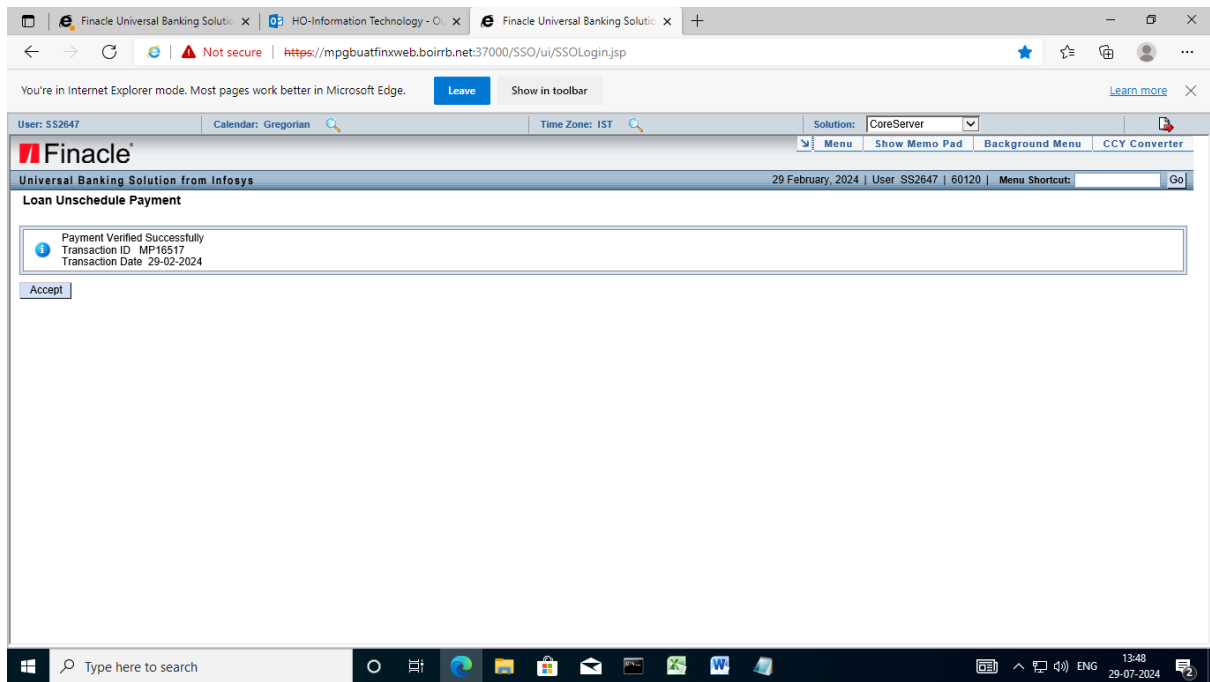 Finacle Universal Banking Solutic
HO-Information Technology - Ou
Finacle Universal Banking Solutic
Not secure https://mpgbuatfinxweb.boirrb.net:37000/SSO/ui/SSOLogin.jsp
You're in Internet Explorer mode. Most pages work better in Microsoft Edge. Leave Show in toolbar Learn more
User: SS2647 Calendar: Gregorian Time Zone: IST Solution: CoreServer
Finacle
Menu Show Memo Pad Background Menu CCY Converter
Universal Banking Solution from Infosys 29 February, 2024 | User SS2647 | 60120 | Menu Shortcut: Go
Loan Unschedule Payment
Payment Verified Successfully
Transaction ID MP16517
Transaction Date 29-02-2024
Accept
Type here to search
ENG
13:48
29-07-2024
2